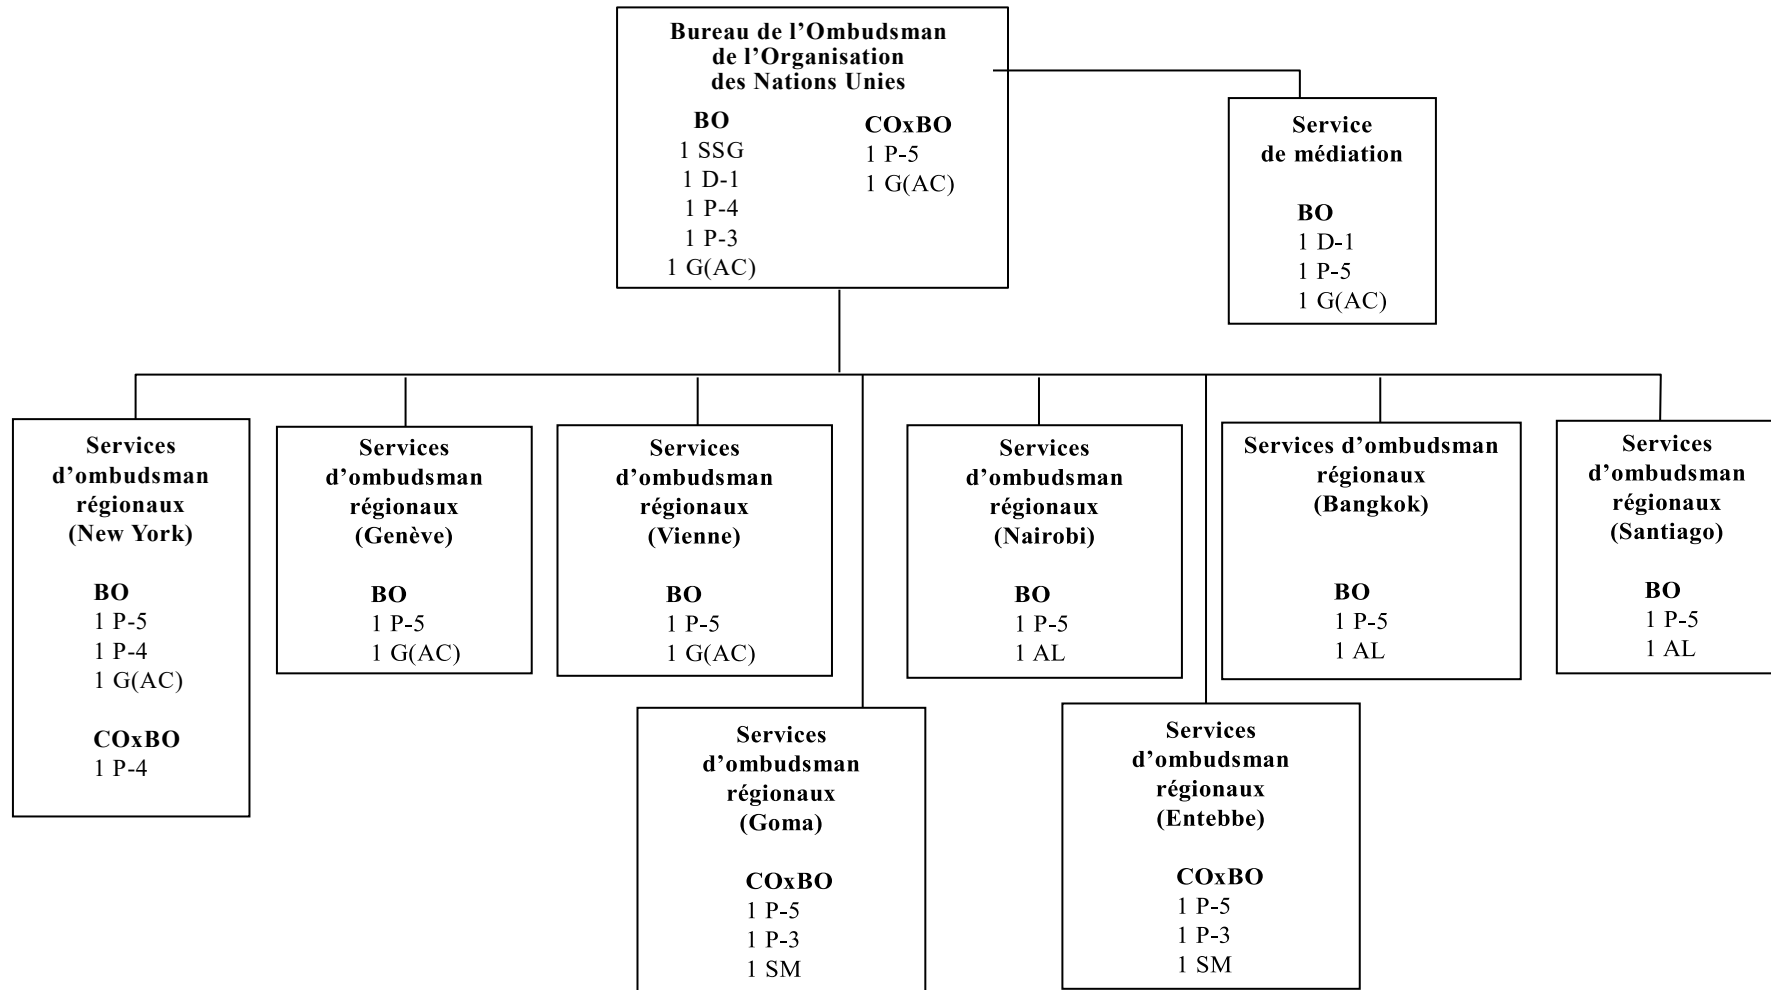 Bureau de l’Ombudsman
de l’Organisation
des Nations Unies
BO
1 SSG
1 D-1
1 P-4
1 P-3
1 G(AC)
COxBO
1 P-5
1 G(AC)
Service
de médiation
BO
1 D-1
1 P-5
1 G(AC)
Services
d’ombudsman
régionaux
(New York)
BO
1 P-5
1 P-4
1 G(AC)
COxBO
1 P-4
Services
d’ombudsman
régionaux
(Genève)
BO
1 P-5
1 G(AC)
Services
d’ombudsman
régionaux
(Vienne)
BO
1 P-5
1 G(AC)
Services
d’ombudsman
régionaux
(Nairobi)
BO
1 P-5
1 AL
Services d’ombudsman
régionaux
(Bangkok)
BO
1 P-5
1 AL
Services
d’ombudsman
régionaux
(Santiago)
BO
1 P-5
1 AL
Services
d’ombudsman
régionaux
(Goma)
COxBO
1 P-5
1 P-3
1 SM
Services
d’ombudsman
régionaux
(Entebbe)
COxBO
1 P-5
1 P-3
1 SM